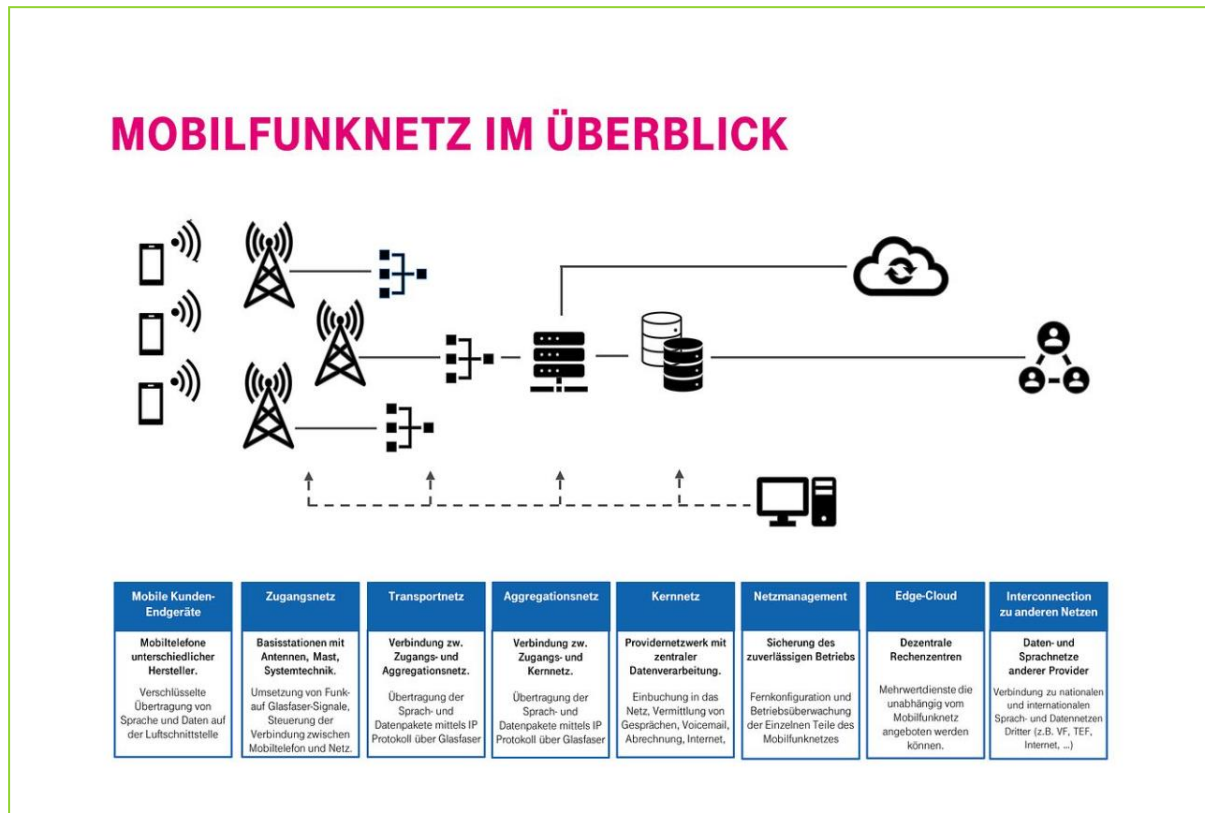 MOBILFUNKNETZ IM ÜBERBLICK
Mobile Kunden-
Endgeräte
Mobiltelefone
unterschiedlicher
Hersteller.
Verschlüsselte
Übertragung von
Sprache und Daten auf
der Luftschnittstelle
Zugangsnetz
Basisstationen mit
Antennen, Mast,
Systemtechnik.
Umsetzung von Funk-
auf Glasfaser-Signale,
Steuerung der
Verbindung zwischen
Mobiltelefon und Netz.
Transportnetz
Verbindung zw.
Zugangs- und
Aggregationsnetz.
Übertragung der
Sprach- und
Datenpakete mittels IP
Protokoll über Glasfaser
Aggregationsnetz
Verbindung zw.
Zugangs- und
Kernnetz.
Übertragung der
Sprach- und
Datenpakete mittels IP
Protokoll über Glasfaser
Kernnetz
Providernetzwerk mit
zentraler
Datenverarbeitung.
Einbuchung in das
Netz, Vermittlung von
Gesprächen, Voicemail,
Abrechnung, Internet,
Netzmanagement
Sicherung des
zuverlässigen Betriebs
Fernkonfiguration und
Betriebsüberwachung
der Einzelnen Teile des
Mobilfunknetzes
Edge-Cloud
Dezentrale
Rechenzentren
Mehrwertdienste die
unabhängig vom
Mobilfunknetz
angeboten werden
können.
Interconnection
zu anderen Netzen
Daten- und
Sprachnetze
anderer Provider
Verbindung zu nationalen
und internationalen
Sprach- und Datennetzen
Dritter (z.B. VF, TEF,
Internet, ...)